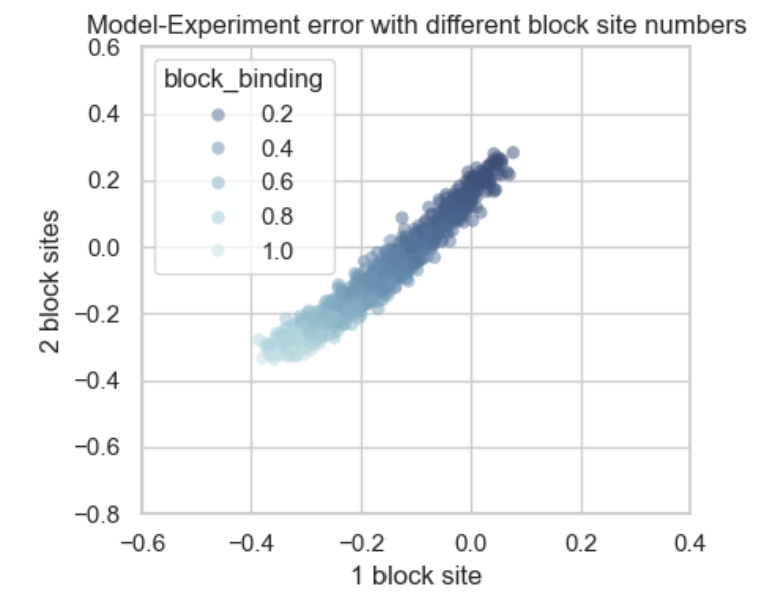 Model-Experiment error with different block site numbers
0.6
0.4
0.2
0.0
−0.2
−0.4
−0.6
−0.8
2 block sites
block_binding
0.2
0.4
0.6
0.8
1.0
−0.6 −0.4 −0.2 0.0 0.2 0.4
1 block site